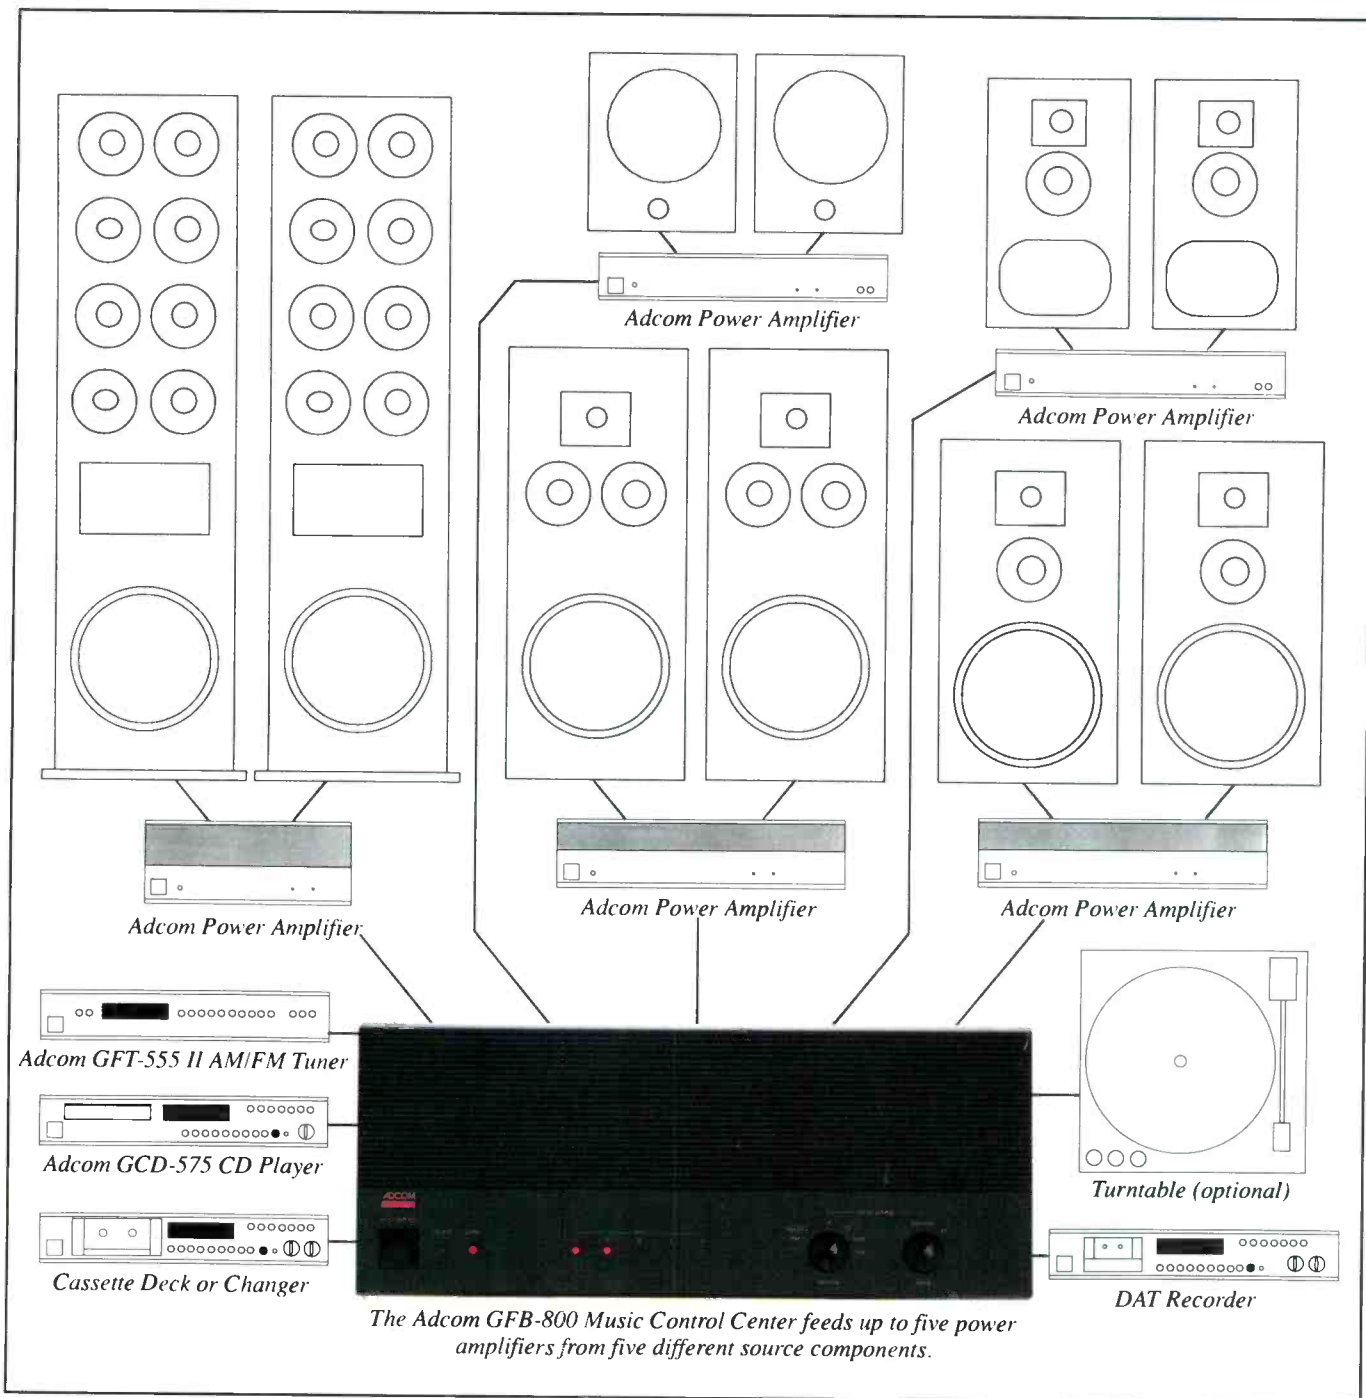 Adcom Power Amplifier
Adcom Power Amplifier
Adcom Power Amplifier
Adcom Power Amplifier
Adcom Power Amplifier
Adcom GFT-555 II AM/FM Tuner
Adcom GCD-575 CD Player
Cassette Deck or Changer
ADCOM
Turntable (optional)
DAT Recorder
The Adcom GFB-800 Music Control Center feeds up to five power
amplifiers from five different source components.